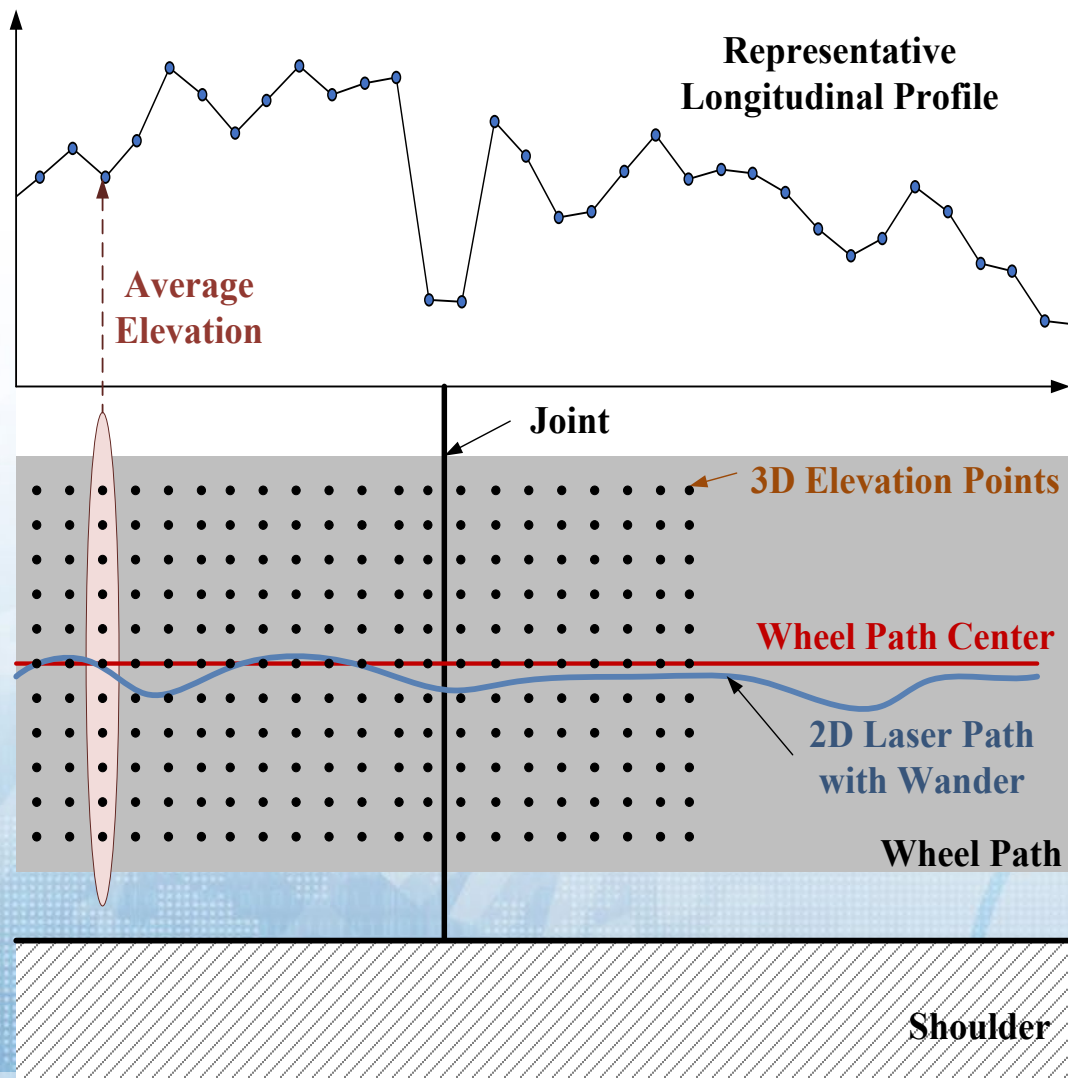 Representative
Longitudinal Profile
Average
Elevation
Joint
3D Elevation Points
Wheel Path Center
2D Laser Path
with Wander
Wheel Path
Shoulder